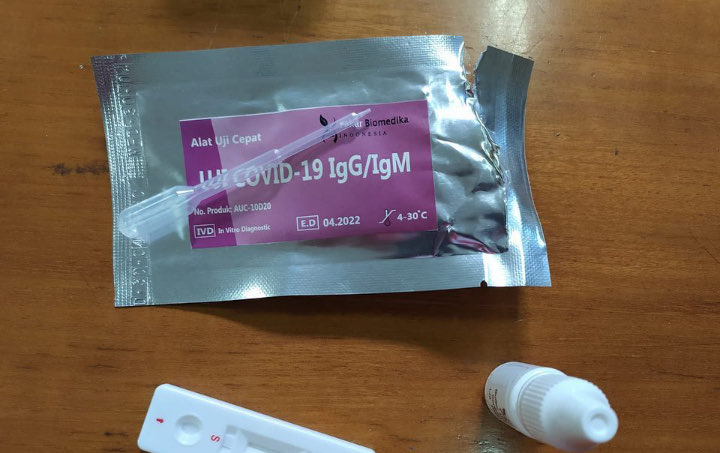 Alat Uji Cepat
Biomedika
INDONESIA
COVID-19 IgG/IgM
No. Produk: AUC-10D20
IVD In Vitro Diagnostic
E.D 04.2022
4-30°C
S